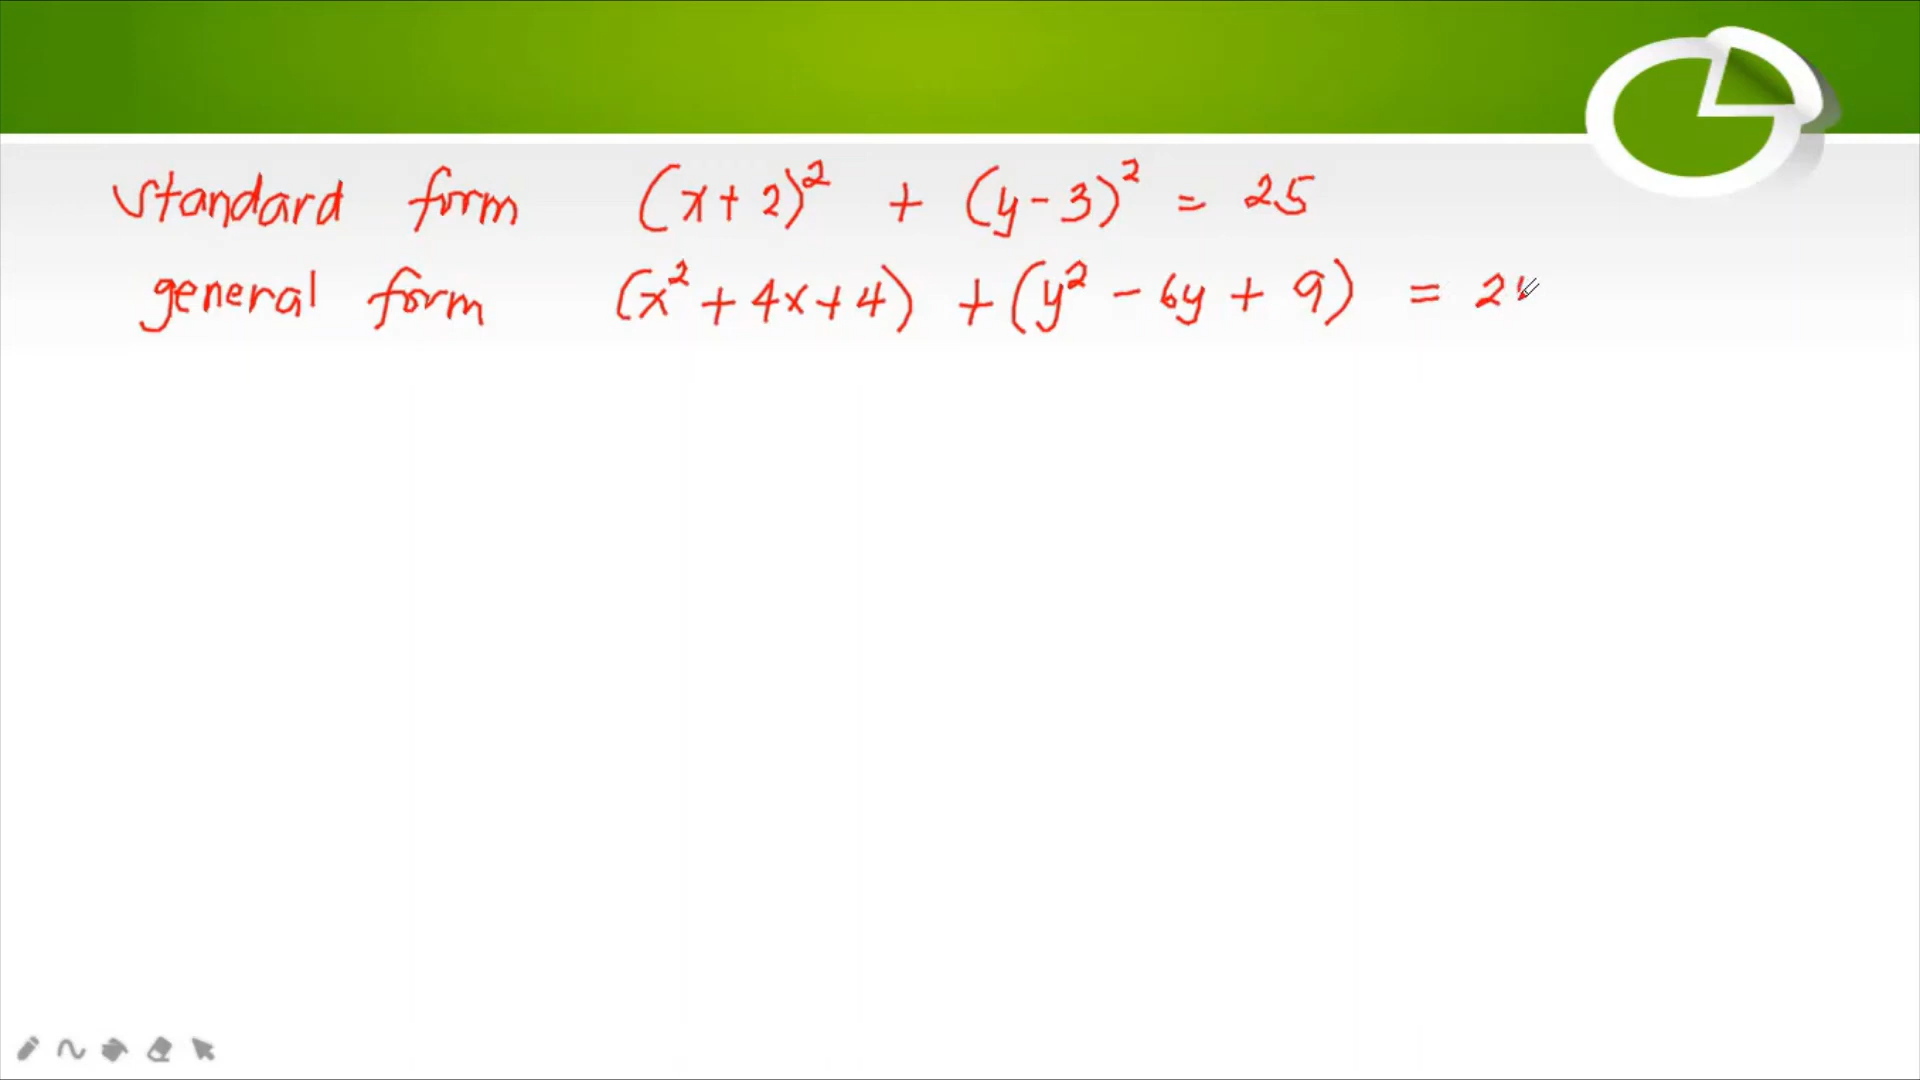 standard form (x+2)² + (y-3)² = 25
general form (x² + 4x+4) +(y² - 6y + 9) = 2